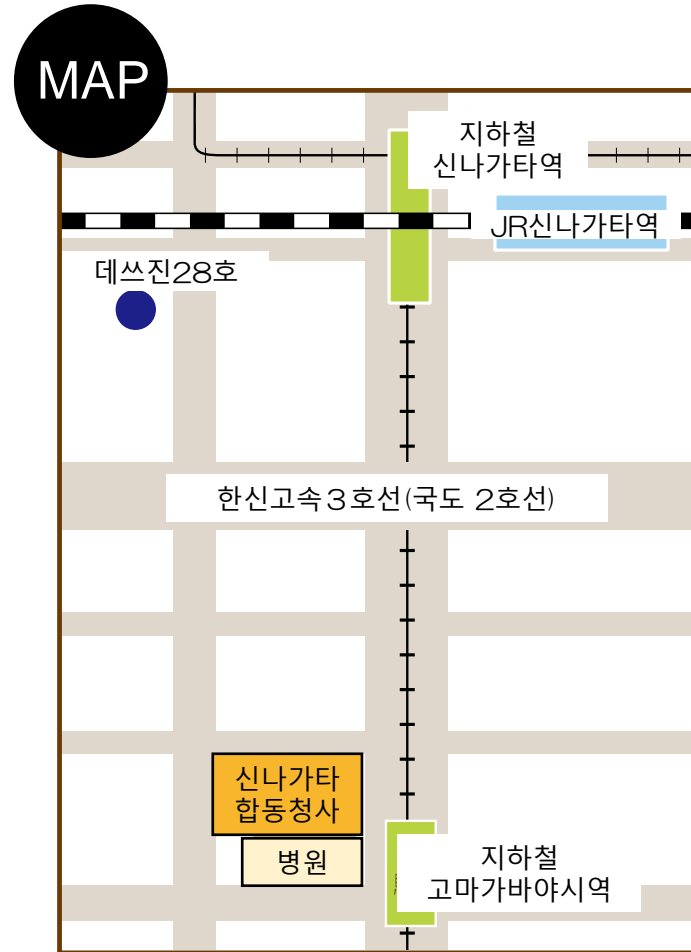 MAP
지하철
신나가타역
JR신나가타역
데쓰진28호
한신고속3호선(국도 2호선)
신나가타
합동청사
병원
지하철
고마가바야시역